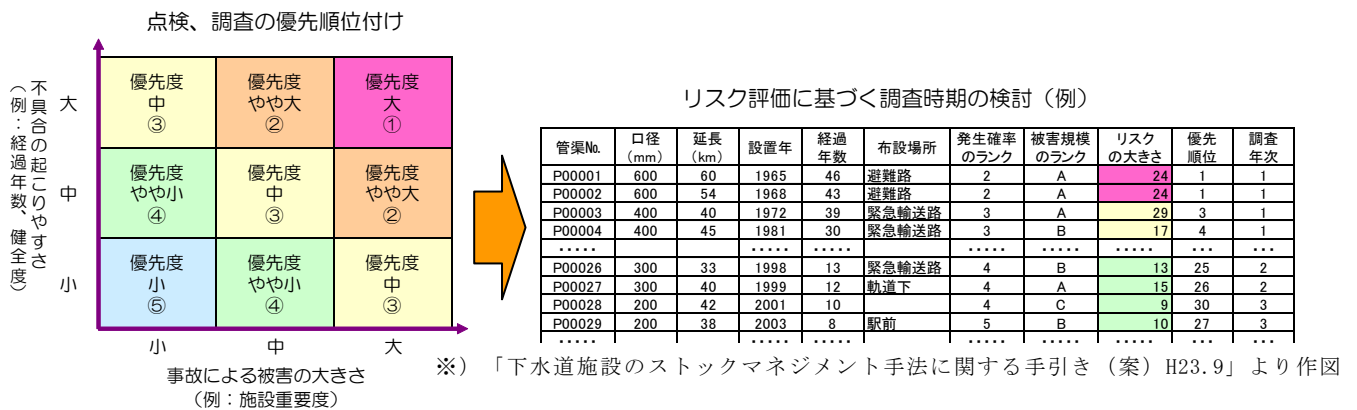 点検、調査の優先順位付け
不具合の起こりやすさ
（例：経過年数、健全度）
大
優先度
中
③
優先度
やや大
②
優先度
大
①
中
優先度
やや小
④
優先度
中
③
優先度
やや大
②
小
優先度
小
⑤
優先度
やや小
④
優先度
中
③
小 中 大
事故による被害の大きさ
（例：施設重要度）
リスク評価に基づく調査時期の検討（例）
管渠No. 口径（mm） 延長（km） 設置年 経過年数 布設場所 発生確率のランク 被害規模のランク リスクの大きさ 優先順位 調査年次
P00001 600 60 1965 46 避難路 2 A 24 1 1
P00002 600 54 1968 43 避難路 2 A 24 1 1
P00003 400 40 1972 39 緊急輸送路 3 A 29 3 1
P00004 400 45 1981 30 緊急輸送路 3 B 17 4 1
..... ..... ..... ..... ..... ... ...
P00026 300 33 1998 13 緊急輸送路 4 B 13 25 2
P00027 300 40 1999 12 軌道下 4 A 15 26 2
P00028 200 42 2001 10 4 C 9 30 3
P00029 200 38 2003 8 駅前 5 B 10 27 3
..... ..... ..... ..... ..... ... ...
※）「下水道施設のストックマネジメント手法に関する手引き（案）H23.9」より作図